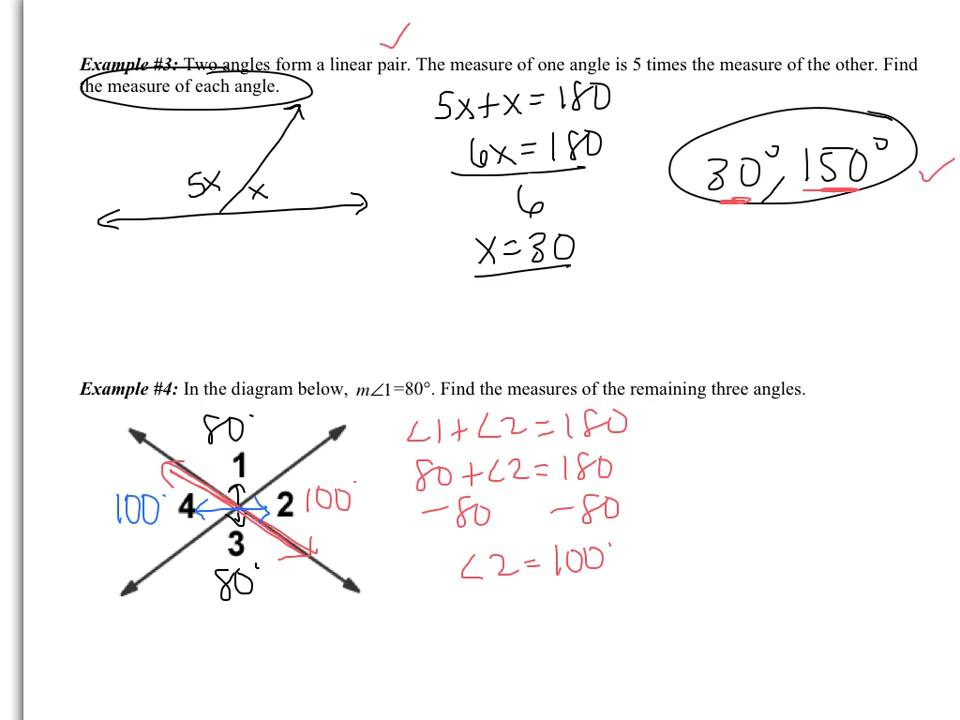 Example #3: Two angles form a linear pair. The measure of one angle is 5 times the measure of the other. Find
the measure of each angle.
5x+x=180
6x=180
6
x=30
5x x
30°, 150°
Example #4: In the diagram below, m∠1=80°. Find the measures of the remaining three angles.
80°
1
100° 4 2 100°
3
80°
∠1+∠2=180
80+∠2=180
-80 -80
∠2=100°